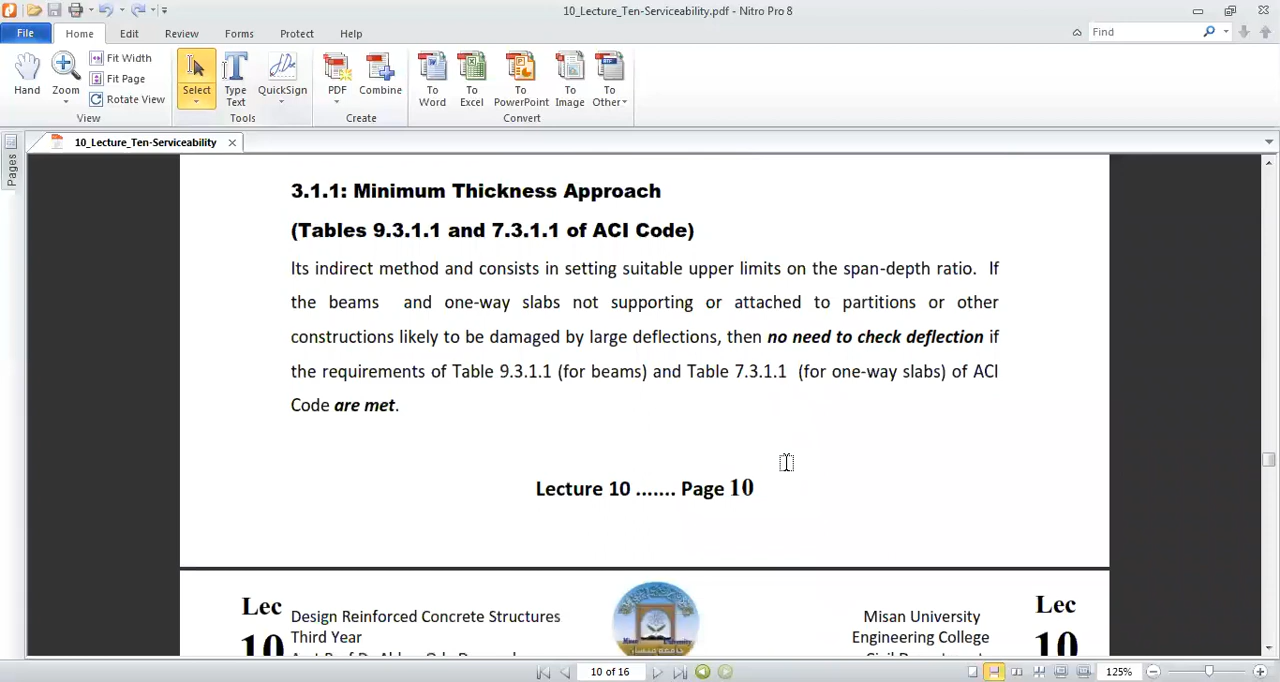 10_Lecture_Ten-Serviceability.pdf - Nitro Pro 8
File Home Edit Review Forms Protect Help Find
Hand Zoom Fit Width Fit Page Rotate View Select Type Text QuickSign PDF Combine To Word To Excel To PowerPoint To Image To Other
View Tools Create Convert
10_Lecture_Ten-Serviceability
Pages
3.1.1: Minimum Thickness Approach
(Tables 9.3.1.1 and 7.3.1.1 of ACI Code)
Its indirect method and consists in setting suitable upper limits on the span-depth ratio. If
the beams and one-way slabs not supporting or attached to partitions or other
constructions likely to be damaged by large deflections, then no need to check deflection if
the requirements of Table 9.3.1.1 (for beams) and Table 7.3.1.1 (for one-way slabs) of ACI
Code are met.
Lecture 10 ....... Page 10
Lec
10
Design Reinforced Concrete Structures
Third Year
Misan University
Engineering College
Lec
10
10 of 16
125%